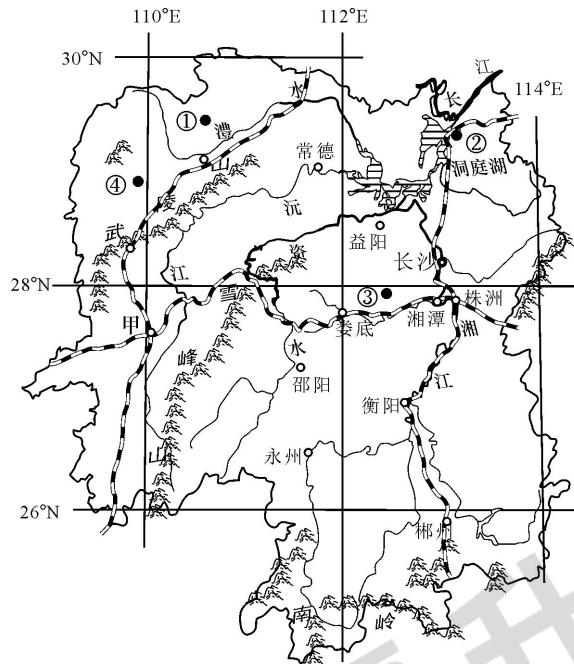 110°E
112°E
30°N
江
长
114°E
水
①
澧
②
常德
洞庭湖
山
④
陵
沅
武
益阳
资
长沙
28°N
江
雪
③
株洲
甲
娄底
湘潭
湘
水
峰
邵阳
江
衡阳
山
永州
26°N
郴州
南
岭